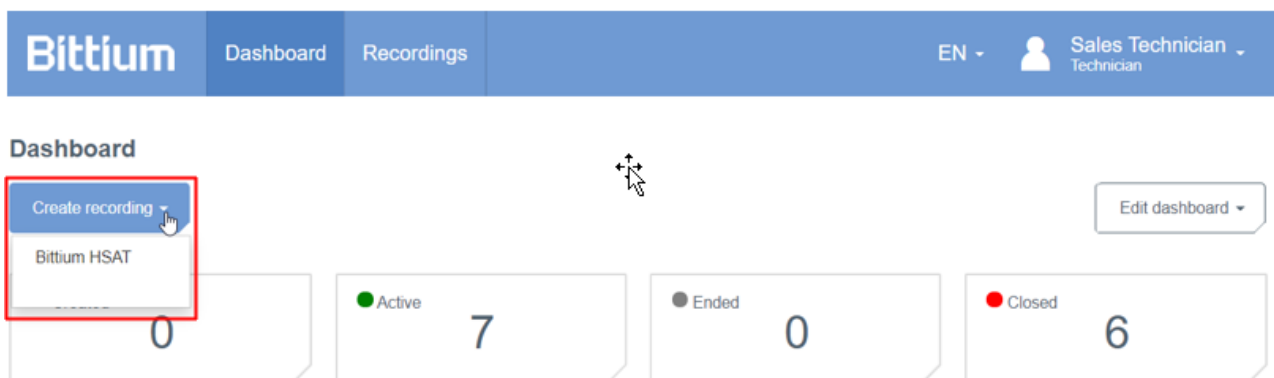 Bittium Dashboard Recordings EN Sales Technician
Technician
Dashboard
Create recording
Edit dashboard
Bittium HSAT
Active
Ended
Closed
0
7
0
6